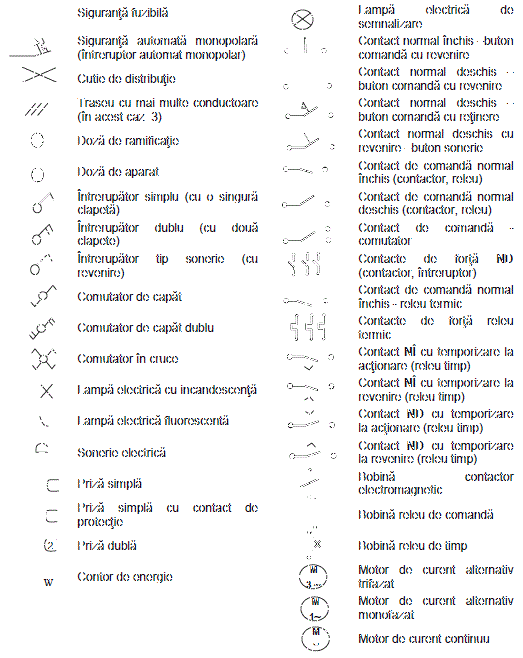 Siguranță fuzibilă
Siguranță automată monopolară
(întreruptor automat monopolar)
Cutie de distribuție
Traseu cu mai multe conductoare
(în acest caz 3)
Doză de ramificație
Doză de aparat
Întrerupător simplu (cu o singură
clapetă)
Întrerupător dublu (cu două
clapete)
Întrerupător tip sonerie (cu
revenire)
Comutator de capăt
Comutator de capăt dublu
Comutator în cruce
Lampă electrică cu incandescență
Lampă electrică fluorescentă
Sonerie electrică
Priză simplă
Priză simplă cu contact de
protecție
2 Priză dublă
W Contor de energie
Lampă electrică de
semnalizare
Contact normal închis - buton
comandă cu revenire
Contact normal deschis -
buton comandă cu revenire
Contact normal deschis -
buton comandă cu reținere
Contact normal deschis cu
revenire - buton sonerie
Contact de comandă normal
închis (contactor, releu)
Contact de comandă normal
deschis (contactor, releu)
Contact de comandă -
comutator
Contacte de forță ND
(contactor, întreruptor)
Contact de comandă normal
închis - releu termic
Contacte de forță releu
termic
Contact NÎ cu temporizare la
acționare (releu timp)
Contact NÎ cu temporizare la
revenire (releu timp)
Contact ND cu temporizare
la acționare (releu timp)
Contact ND cu temporizare
la revenire (releu timp)
Bobină contactor
electromagnetic
Bobină releu de comandă
Bobină releu de timp
M
3~
Motor de curent alternativ
trifazat
M
1~
Motor de curent alternativ
monofazat
M
Motor de curent continuu